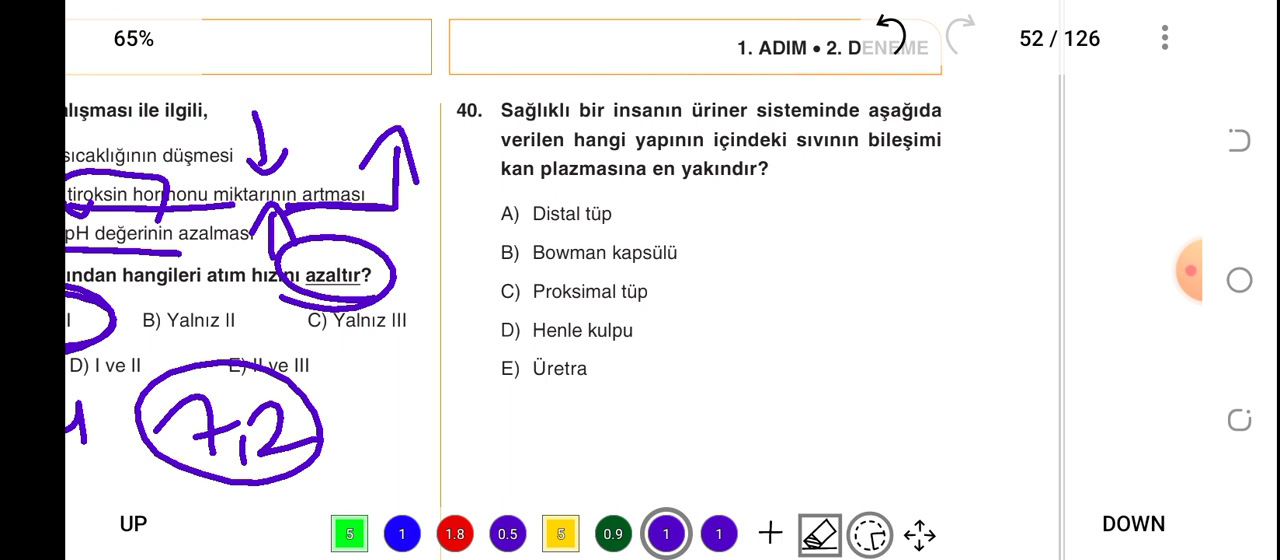 65%
1. ADIM • 2. DENEME
52 / 126
alışması ile ilgili,
sıcaklığının düşmesi
tiroksin hormonu miktarının artması
pH değerinin azalması
ından hangileri atım hızını azaltır?
I
B) Yalnız II
C) Yalnız III
D) I ve II
E) II ve III
7,2
40. Sağlıklı bir insanın üriner sisteminde aşağıda
verilen hangi yapının içindeki sıvının bileşimi
kan plazmasına en yakındır?
A) Distal tüp
B) Bowman kapsülü
C) Proksimal tüp
D) Henle kulpu
E) Üretra
UP
5
1
1.8
0.5
5
0.9
1
1
DOWN